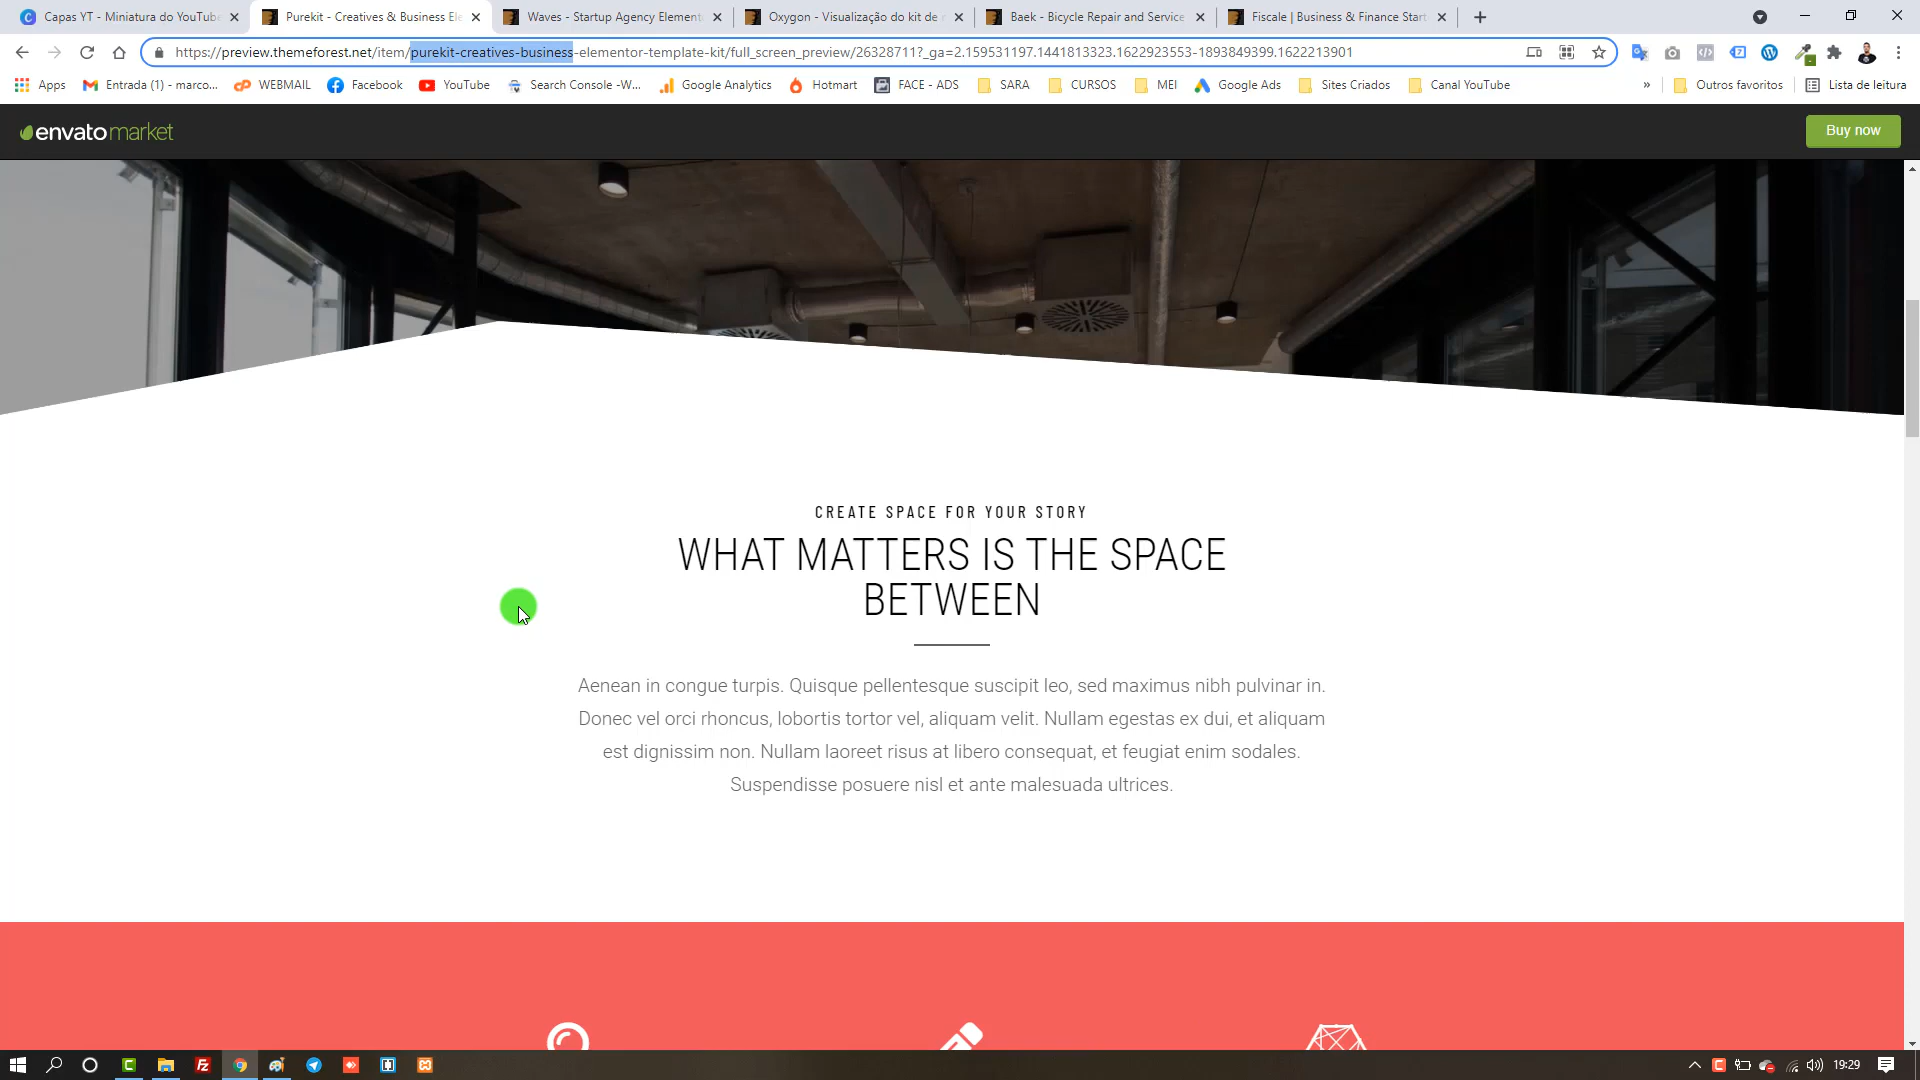 Capas YT - Miniatura do YouTube
Purekit - Creatives & Business El
Waves - Startup Agency Element
Oxygon - Visualização do kit de
Baek - Bicycle Repair and Service
Fiscale | Business & Finance Start
https://preview.themeforest.net/item/purekit-creatives-business-elementor-template-kit/full_screen_preview/26328711?_ga=2.159531197.1441813323.1622923553-1893849399.1622213901
Apps
Entrada (1) - marco...
WEBMAIL
Facebook
YouTube
Search Console -W...
Google Analytics
Hotmart
FACE - ADS
SARA
CURSOS
MEI
Google Ads
Sites Criados
Canal YouTube
»
Outros favoritos
Lista de leitura
envato market
Buy now
CREATE SPACE FOR YOUR STORY
WHAT MATTERS IS THE SPACE
BETWEEN
Aenean in congue turpis. Quisque pellentesque suscipit leo, sed maximus nibh pulvinar in.
Donec vel orci rhoncus, lobortis tortor vel, aliquam velit. Nullam egestas ex dui, et aliquam
est dignissim non. Nullam laoreet risus at libero consequat, et feugiat enim sodales.
Suspendisse posuere nisl et ante malesuada ultrices.
19:29